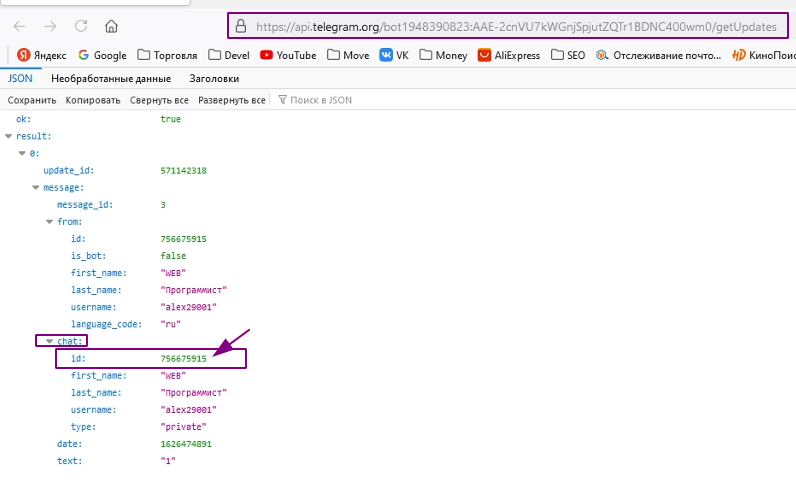 https://api.telegram.org/bot1948390823:AAE-2cnVU7kWGnjSpjutZQTr1BDNC400wm0/getUpdates
Яндекс Google Торговля Devel YouTube Move VK Money AliExpress SEO Отслеживание почто... КиноПоис
JSON Необработанные данные Заголовки
Сохранить Копировать Свернуть все Развернуть все Поиск в JSON
ok: true
result:
0:
update_id: 571142318
message:
message_id: 3
from:
id: 756675915
is_bot: false
first_name: "WEB"
last_name: "Программист"
username: "alex29001"
language_code: "ru"
chat:
id: 756675915
first_name: "WEB"
last_name: "Программист"
username: "alex29001"
type: "private"
date: 1626474891
text: "1"